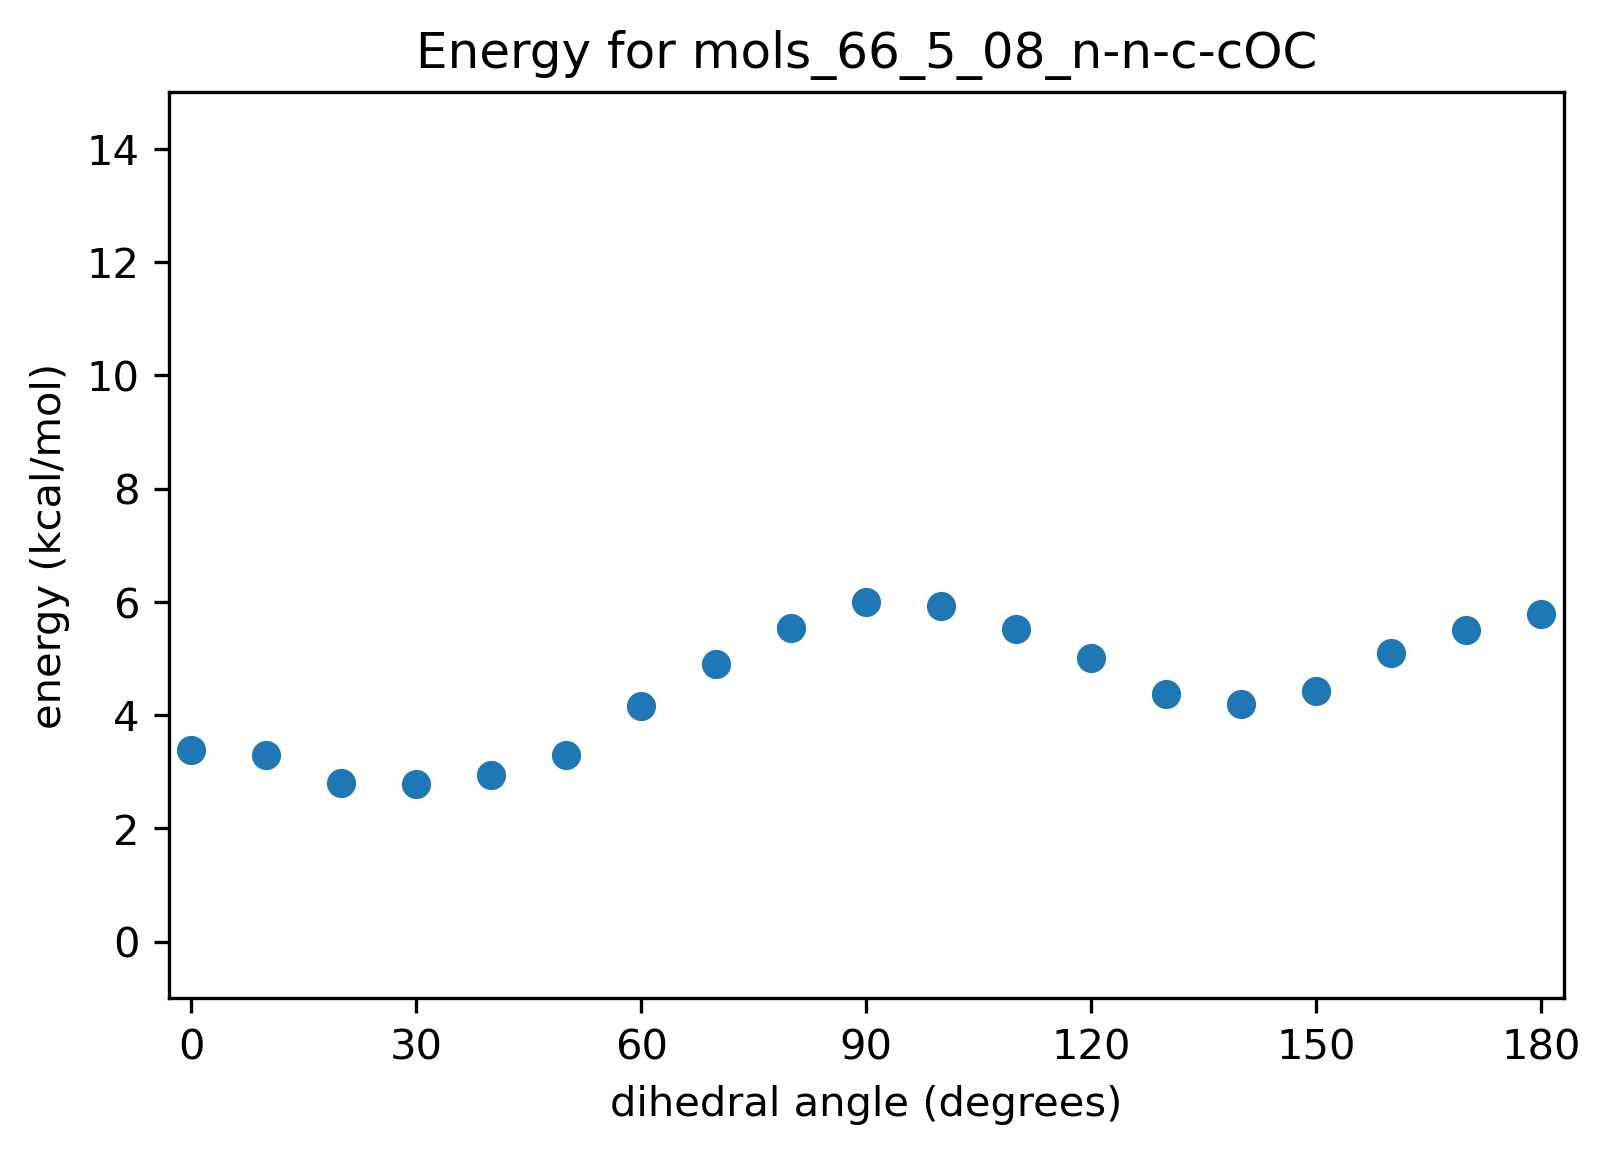 Energy for mols_66_5_08_n-n-c-cOC
14
12
10
8
6
4
2
0
energy (kcal/mol)
0 30 60 90 120 150 180
dihedral angle (degrees)